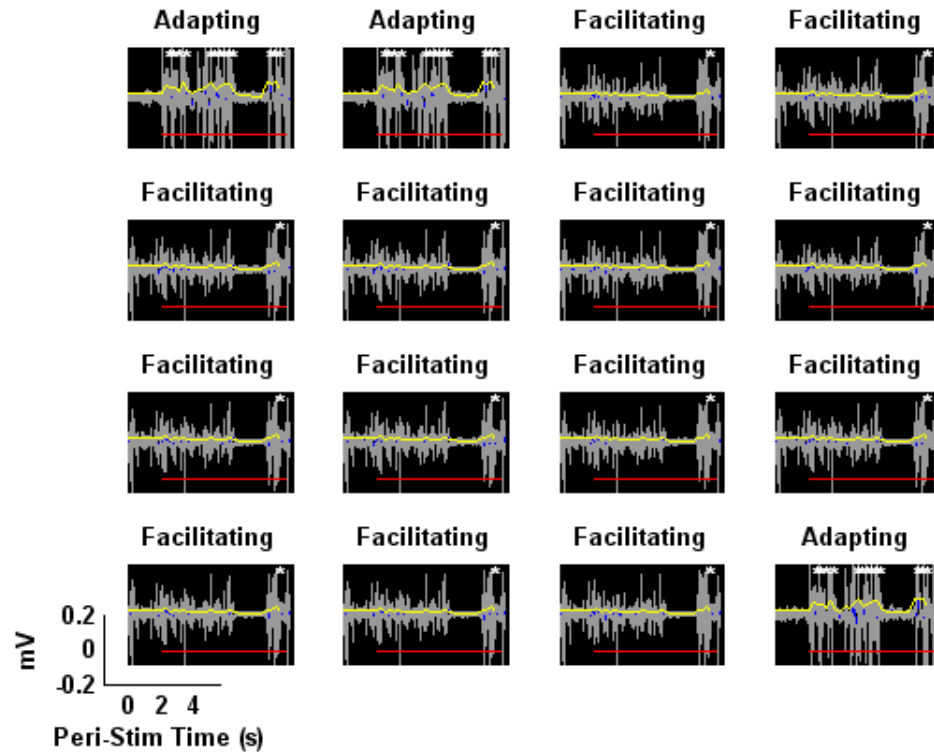 Adapting Adapting Facilitating Facilitating
Facilitating Facilitating Facilitating Facilitating
Facilitating Facilitating Facilitating Facilitating
Facilitating Facilitating Facilitating Adapting
0.2
mV
0
-0.2
0 2 4
Peri-Stim Time (s)